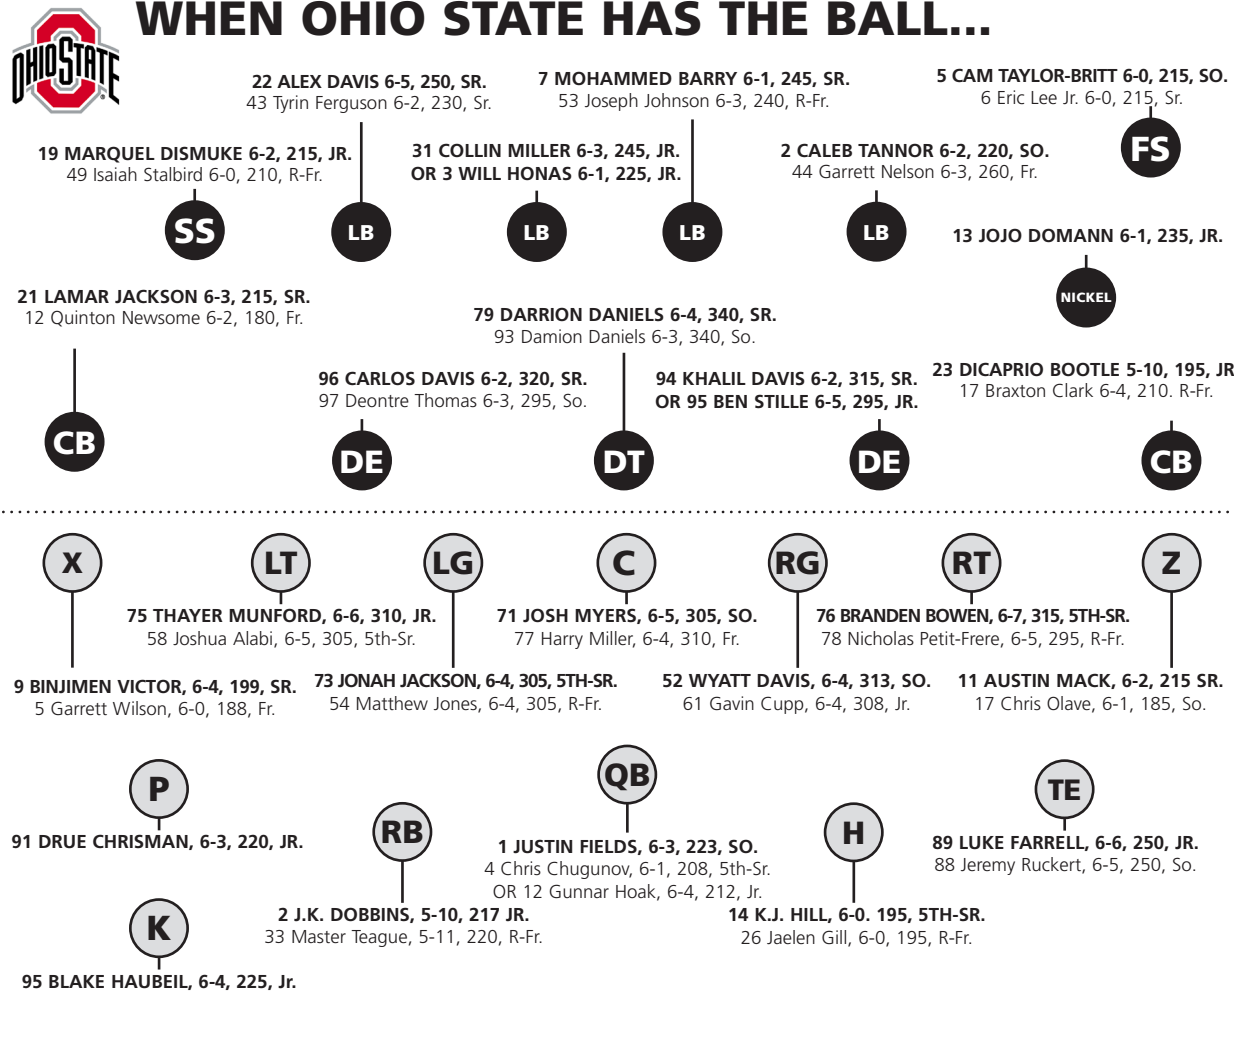 WHEN OHIO STATE HAS THE BALL...
OHIO STATE
22 ALEX DAVIS 6-5, 250, SR.
43 Tyrin Ferguson 6-2, 230, Sr.
7 MOHAMMED BARRY 6-1, 245, SR.
53 Joseph Johnson 6-3, 240, R-Fr.
5 CAM TAYLOR-BRITT 6-0, 215, SO.
6 Eric Lee Jr. 6-0, 215, Sr.
FS
19 MARQUEL DISMUKE 6-2, 215, JR.
49 Isaiah Stalbird 6-0, 210, R-Fr.
31 COLLIN MILLER 6-3, 245, JR.
OR 3 WILL HONAS 6-1, 225, JR.
2 CALEB TANNOR 6-2, 220, SO.
44 Garrett Nelson 6-3, 260, Fr.
SS
LB
LB
LB
LB
13 JOJO DOMANN 6-1, 235, JR.
NICKEL
21 LAMAR JACKSON 6-3, 215, SR.
12 Quinton Newsome 6-2, 180, Fr.
79 DARRION DANIELS 6-4, 340, SR.
93 Damion Daniels 6-3, 340, So.
96 CARLOS DAVIS 6-2, 320, SR.
97 Deontre Thomas 6-3, 295, So.
94 KHALIL DAVIS 6-2, 315, SR.
OR 95 BEN STILLE 6-5, 295, JR.
23 DICAPRIO BOOTLE 5-10, 195, JR
17 Braxton Clark 6-4, 210. R-Fr.
CB
DE
DT
DE
CB
X
LT
LG
C
RG
RT
Z
75 THAYER MUNFORD, 6-6, 310, JR.
58 Joshua Alabi, 6-5, 305, 5th-Sr.
71 JOSH MYERS, 6-5, 305, SO.
77 Harry Miller, 6-4, 310, Fr.
76 BRANDEN BOWEN, 6-7, 315, 5TH-SR.
78 Nicholas Petit-Frere, 6-5, 295, R-Fr.
9 BINJIMEN VICTOR, 6-4, 199, SR.
5 Garrett Wilson, 6-0, 188, Fr.
73 JONAH JACKSON, 6-4, 305, 5TH-SR.
54 Matthew Jones, 6-4, 305, R-Fr.
52 WYATT DAVIS, 6-4, 313, SO.
61 Gavin Cupp, 6-4, 308, Jr.
11 AUSTIN MACK, 6-2, 215 SR.
17 Chris Olave, 6-1, 185, So.
P
91 DRUE CHRISMAN, 6-3, 220, JR.
RB
QB
H
TE
1 JUSTIN FIELDS, 6-3, 223, SO.
4 Chris Chugunov, 6-1, 208, 5th-Sr.
OR 12 Gunnar Hoak, 6-4, 212, Jr.
89 LUKE FARRELL, 6-6, 250, JR.
88 Jeremy Ruckert, 6-5, 250, So.
2 J.K. DOBBINS, 5-10, 217 JR.
33 Master Teague, 5-11, 220, R-Fr.
14 K.J. HILL, 6-0. 195, 5TH-SR.
26 Jaelen Gill, 6-0, 195, R-Fr.
K
95 BLAKE HAUBEIL, 6-4, 225, Jr.